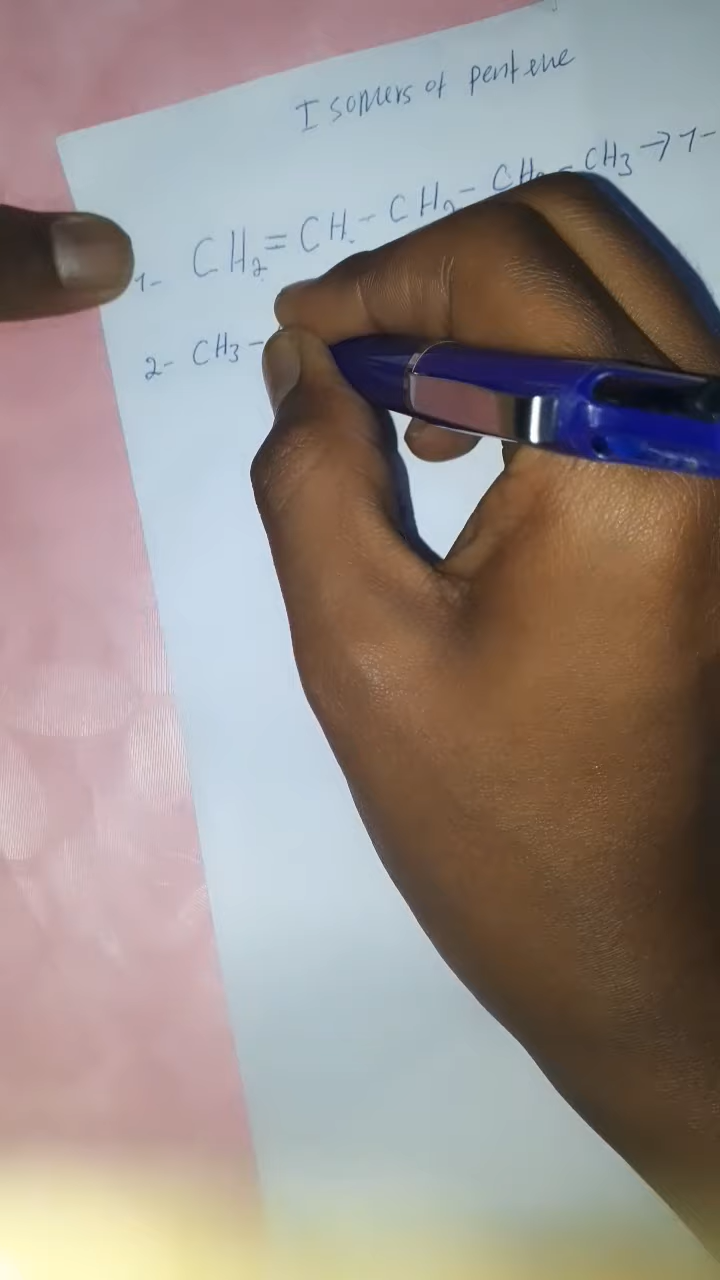 Isomers of pentene
1- CH₂=CH-CH₂-CH₂-CH₃→1-
2- CH₃-